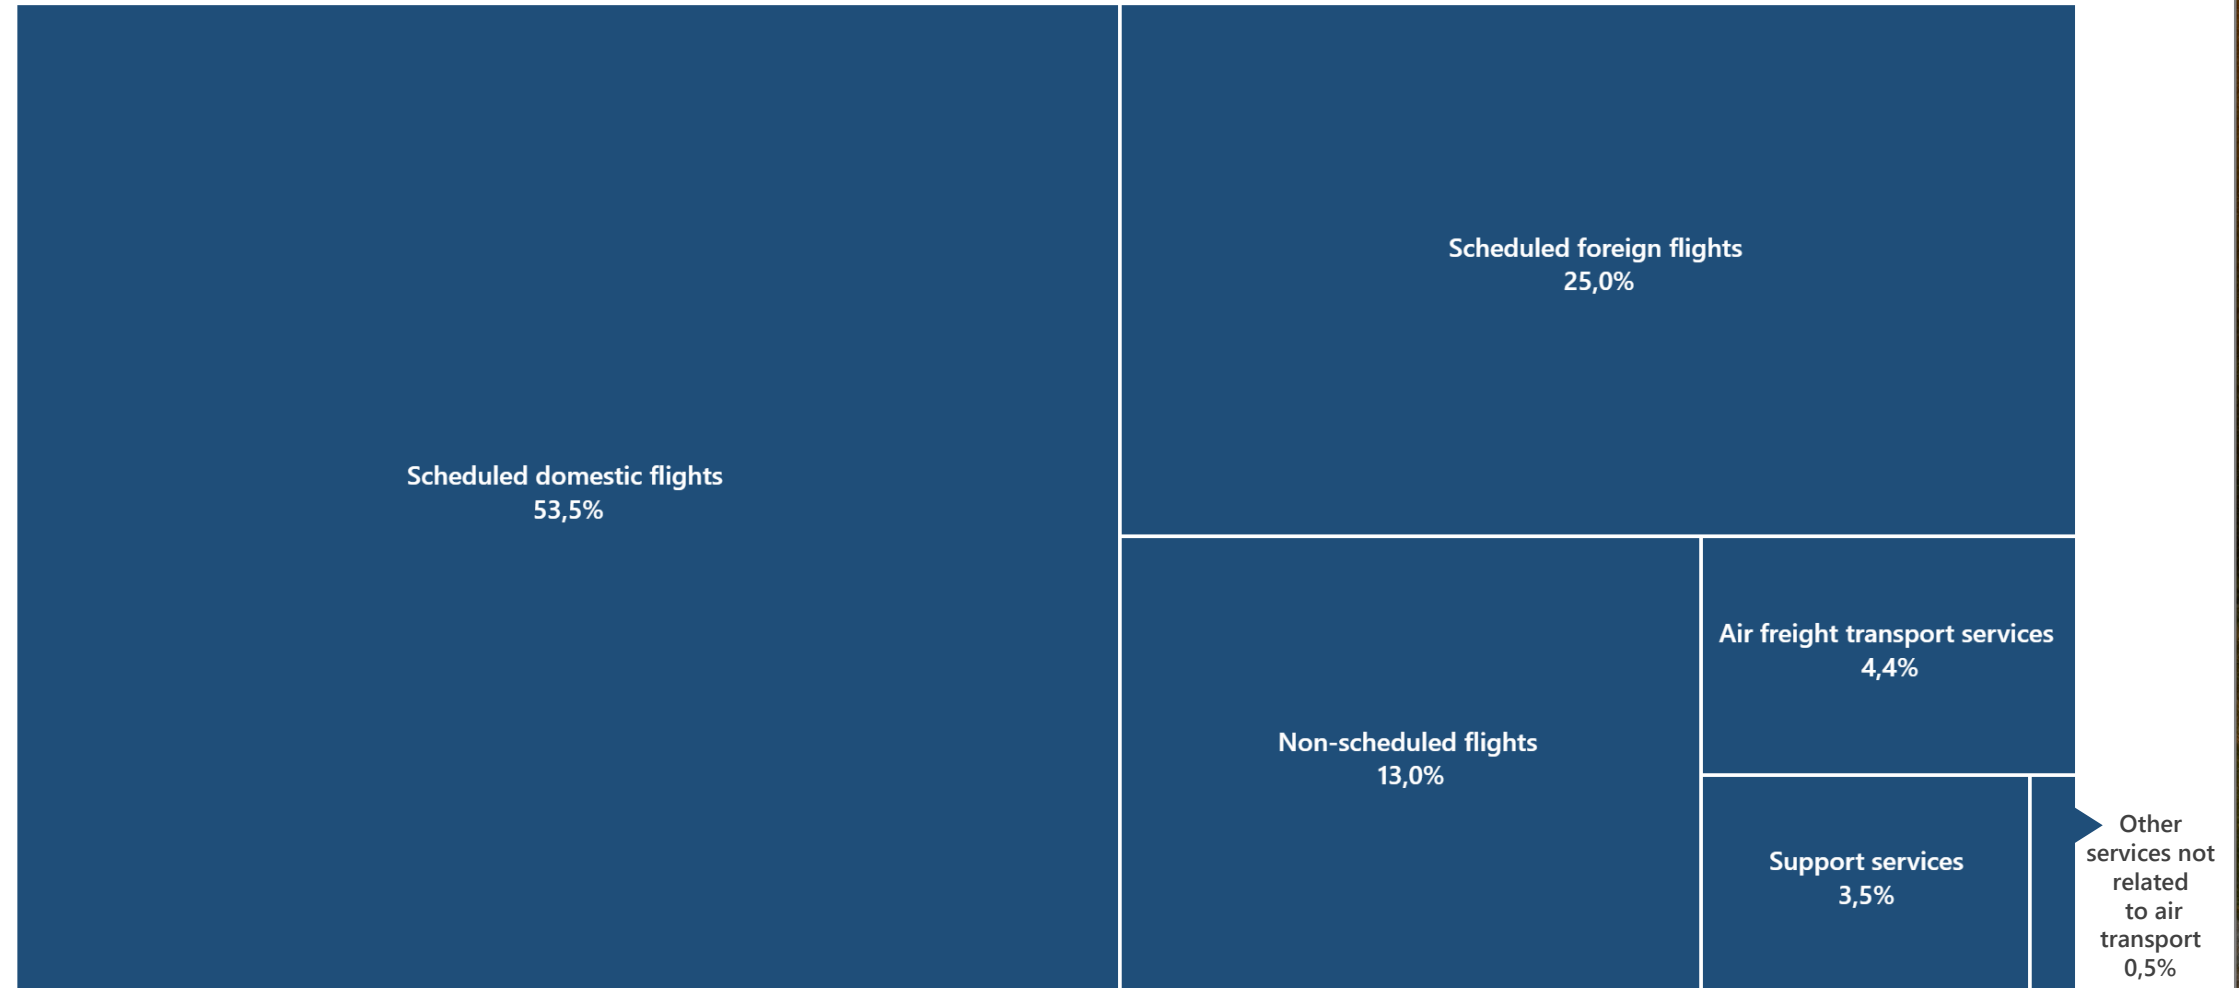 Scheduled domestic flights
53,5%
Scheduled foreign flights
25,0%
Non-scheduled flights
13,0%
Air freight transport services
4,4%
Support services
3,5%
Other
services not
related
to air
transport
0,5%